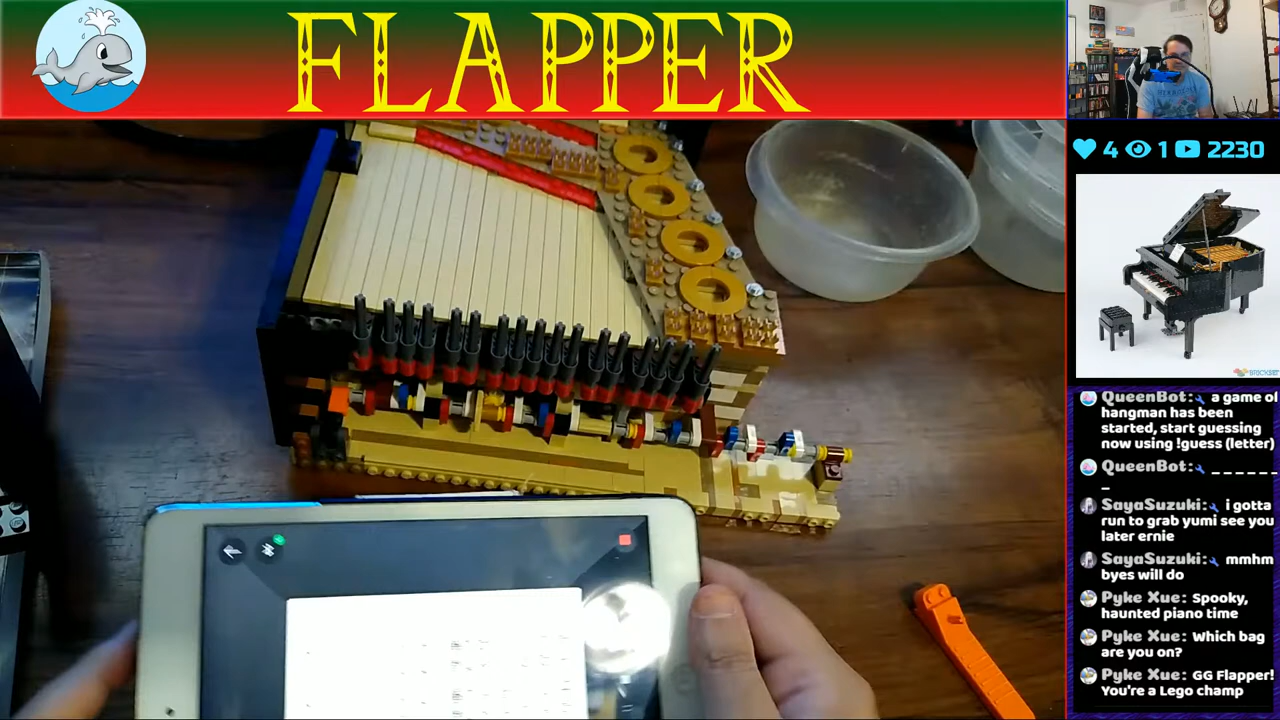 FLAPPER
4 1 2230
BRICKSET
QueenBot: a game of
hangman has been
started, start guessing
now using !guess (letter)
QueenBot: _ _ _ _ _ _
_
SayaSuzuki: i gotta
run to grab yumi see you
later ernie
SayaSuzuki: mmhm
byes will do
Pyke Xue: Spooky,
haunted piano time
Pyke Xue: Which bag
are you on?
Pyke Xue: GG Flapper!
You're a Lego champ